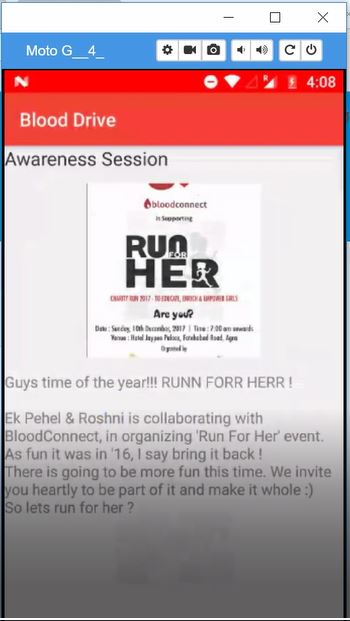 Moto G__4_
N
R
4:08
Blood Drive
Awareness Session
bloodconnect
is Supporting
RUN
FOR
HER
CHARITY RUN 2017 - TO EDUCATE, ENRICH & EMPOWER GIRLS
Are you?
Date : Sunday, 10th December, 2017 | Time : 7:00 am onwards
Venue : Hotel Jaypee Palace, Fatehabad Road, Agra
Organised by
Guys time of the year!!! RUNN FORR HERR !
Ek Pehel & Roshni is collaborating with
BloodConnect, in organizing 'Run For Her' event.
As fun it was in '16, I say bring it back !
There is going to be more fun this time. We invite
you heartly to be part of it and make it whole :)
So lets run for her ?